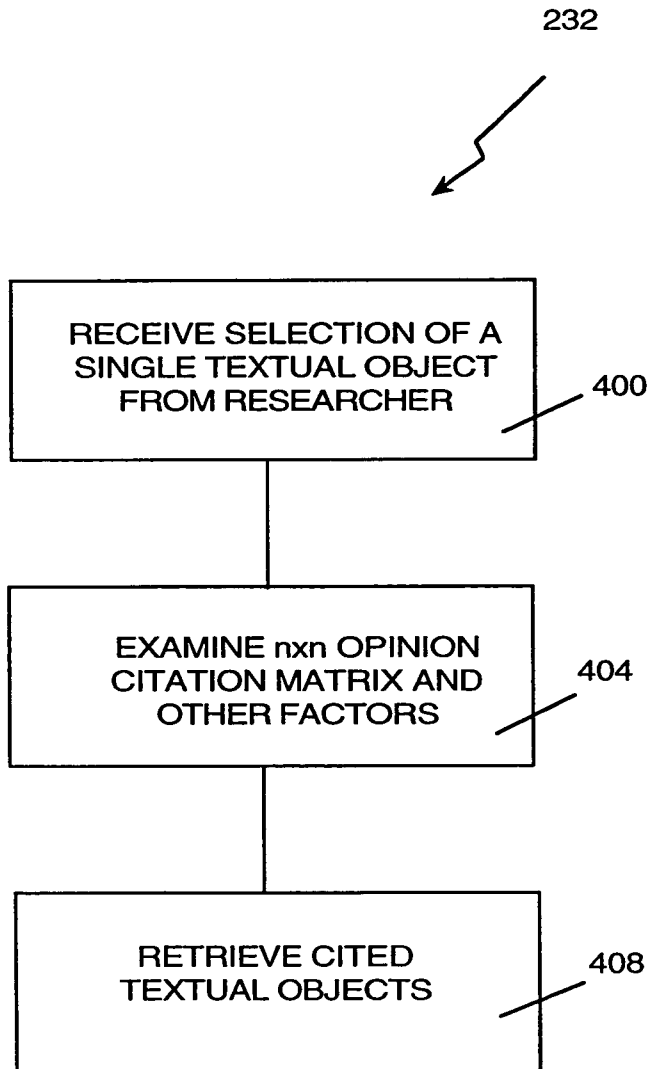 232
RECEIVE SELECTION OF A
SINGLE TEXTUAL OBJECT
FROM RESEARCHER
400
EXAMINE nxn OPINION
CITATION MATRIX AND
OTHER FACTORS
404
RETRIEVE CITED
TEXTUAL OBJECTS
408